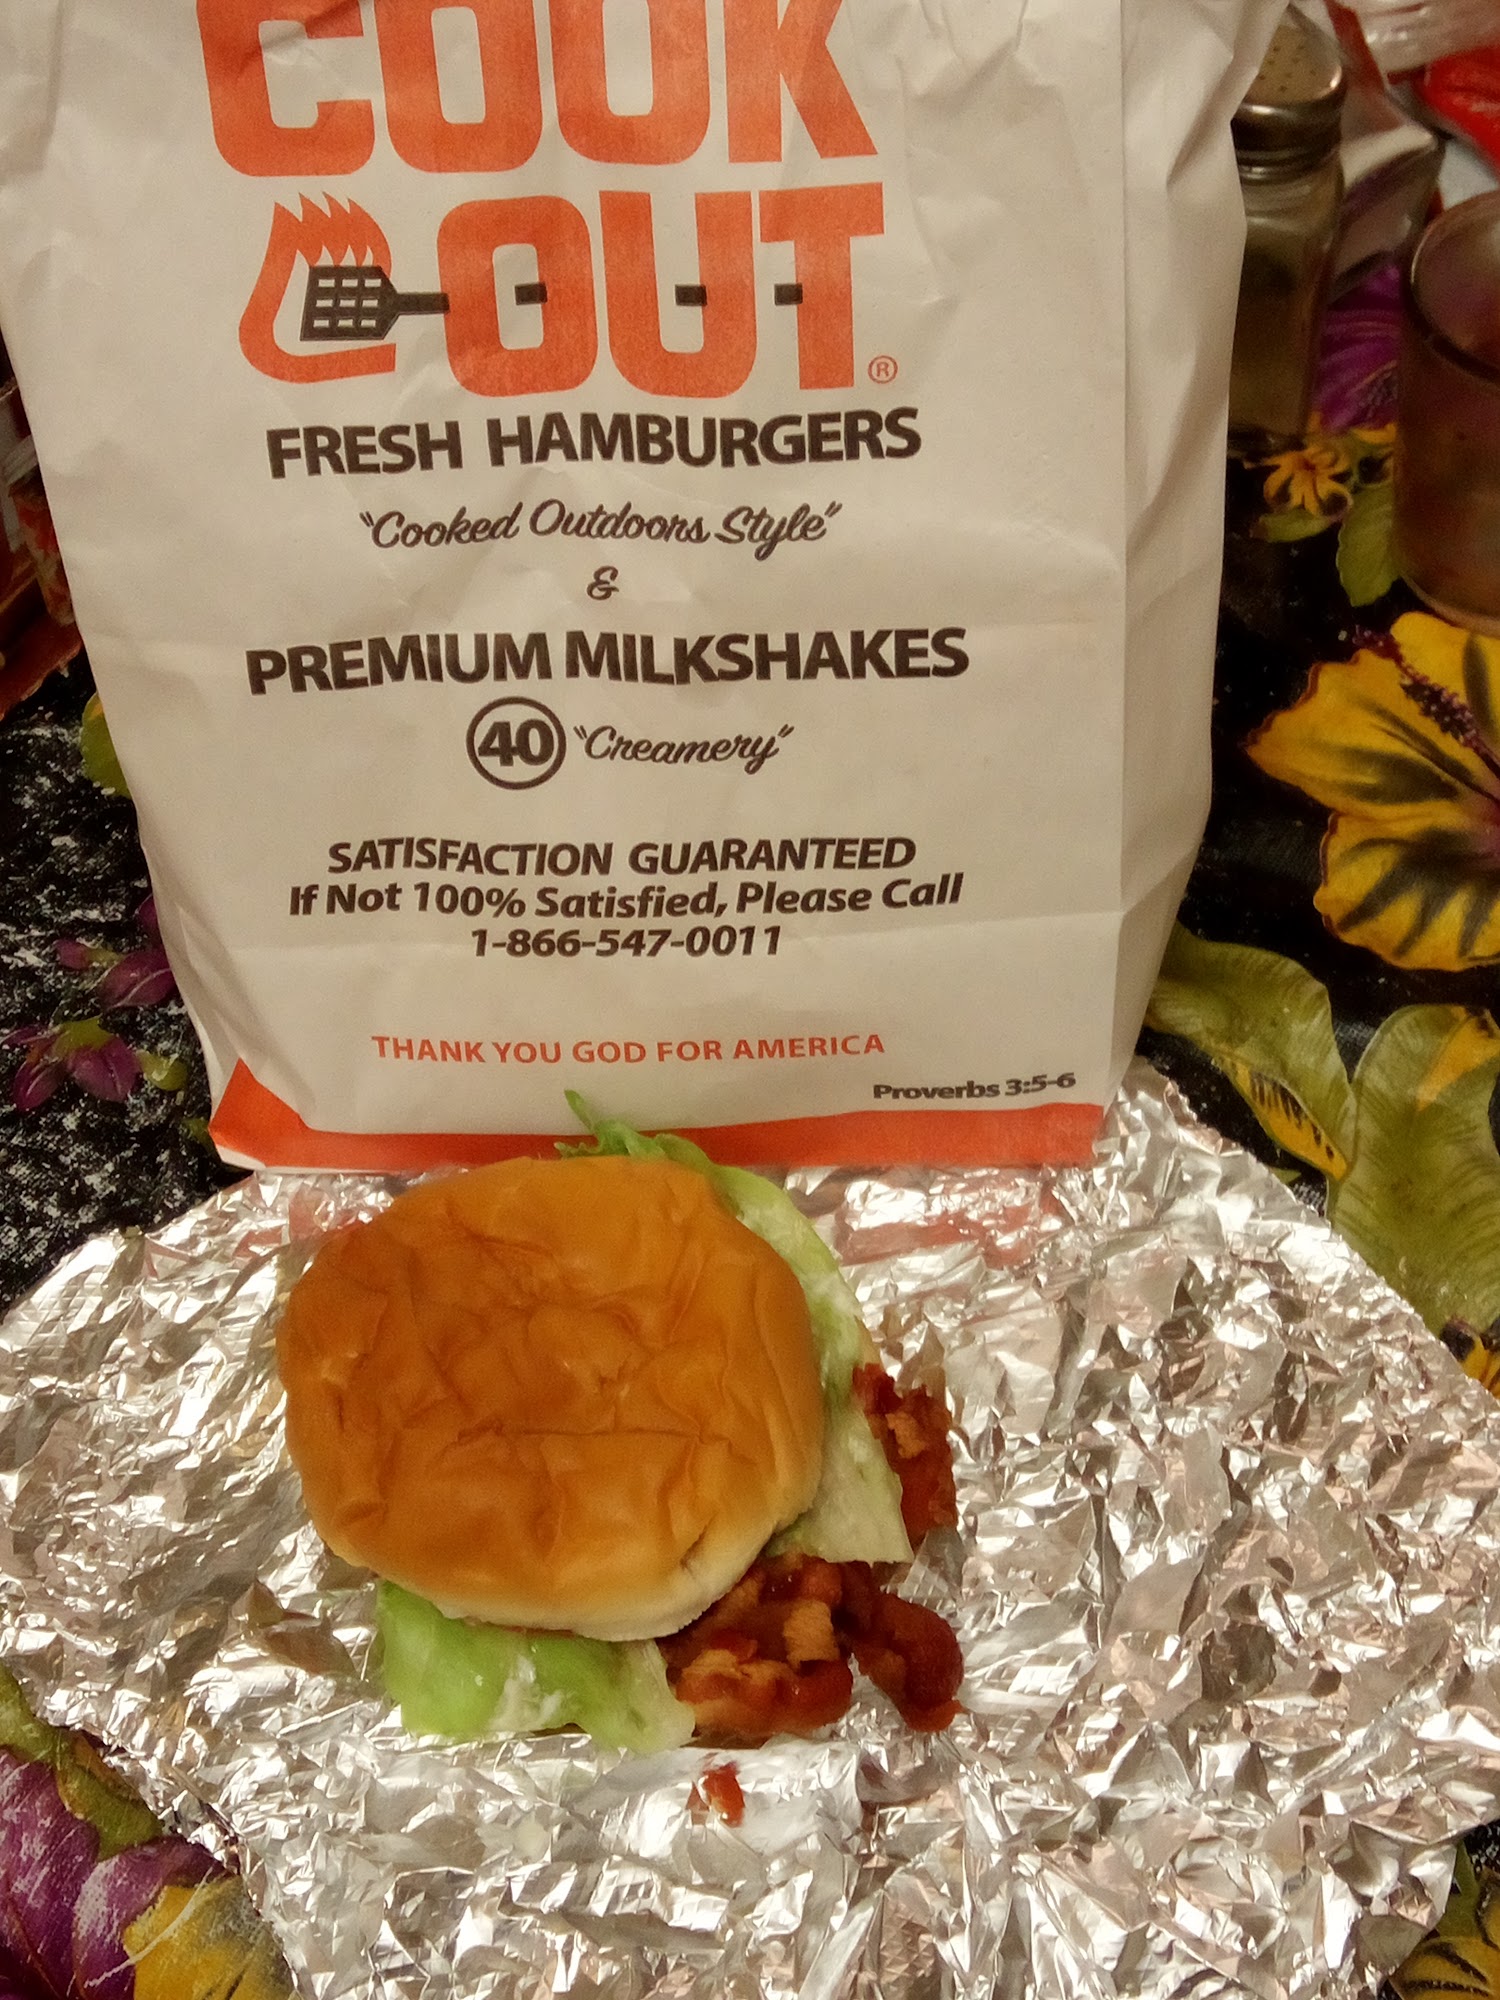 COOK
OUT®
FRESH HAMBURGERS
"Cooked Outdoors Style"
&
PREMIUM MILKSHAKES
40 "Creamery"
SATISFACTION GUARANTEED
If Not 100% Satisfied, Please Call
1-866-547-0011
THANK YOU GOD FOR AMERICA
Proverbs 3:5-6